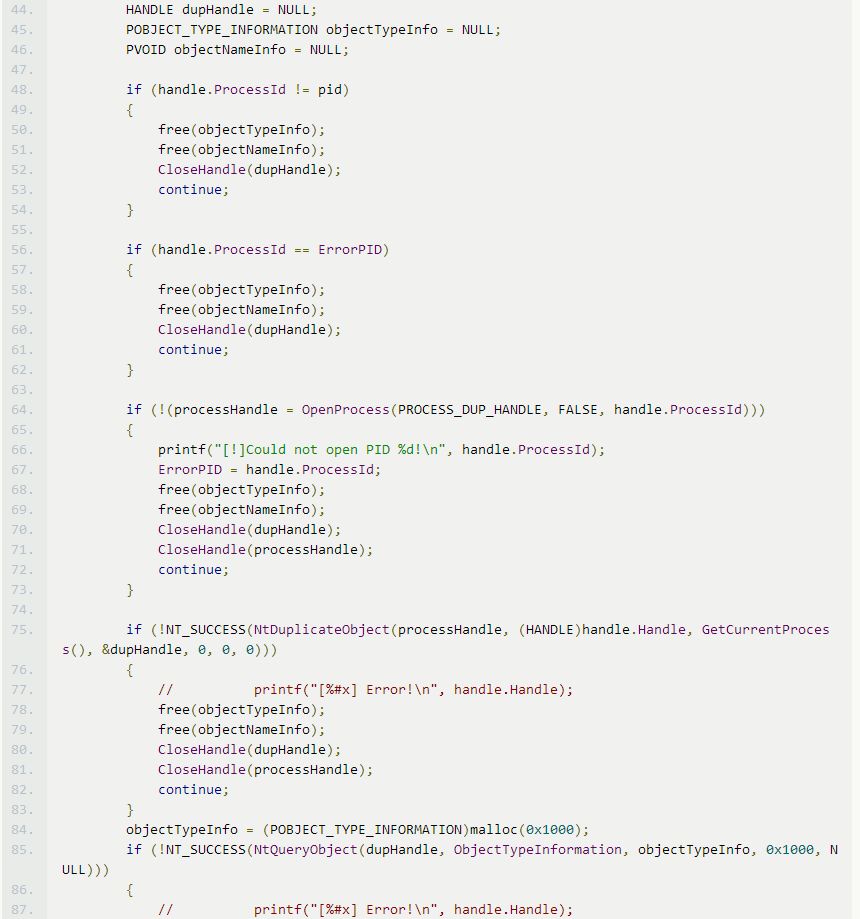 44. HANDLE dupHandle = NULL;
45. POBJECT_TYPE_INFORMATION objectTypeInfo = NULL;
46. PVOID objectNameInfo = NULL;
47.
48. if (handle.ProcessId != pid)
49. {
50. free(objectTypeInfo);
51. free(objectNameInfo);
52. CloseHandle(dupHandle);
53. continue;
54. }
55.
56. if (handle.ProcessId == ErrorPID)
57. {
58. free(objectTypeInfo);
59. free(objectNameInfo);
60. CloseHandle(dupHandle);
61. continue;
62. }
63.
64. if (!(processHandle = OpenProcess(PROCESS_DUP_HANDLE, FALSE, handle.ProcessId)))
65. {
66. printf("[!]Could not open PID %d!\n", handle.ProcessId);
67. ErrorPID = handle.ProcessId;
68. free(objectTypeInfo);
69. free(objectNameInfo);
70. CloseHandle(dupHandle);
71. CloseHandle(processHandle);
72. continue;
73. }
74.
75. if (!NT_SUCCESS(NtDuplicateObject(processHandle, (HANDLE)handle.Handle, GetCurrentProces
s(), &dupHandle, 0, 0, 0)))
76. {
77. // printf("[%#x] Error!\n", handle.Handle);
78. free(objectTypeInfo);
79. free(objectNameInfo);
80. CloseHandle(dupHandle);
81. CloseHandle(processHandle);
82. continue;
83. }
84. objectTypeInfo = (POBJECT_TYPE_INFORMATION)malloc(0x1000);
85. if (!NT_SUCCESS(NtQueryObject(dupHandle, ObjectTypeInformation, objectTypeInfo, 0x1000, N
ULL)))
86. {
87. // printf("[%#x] Error!\n", handle.Handle);